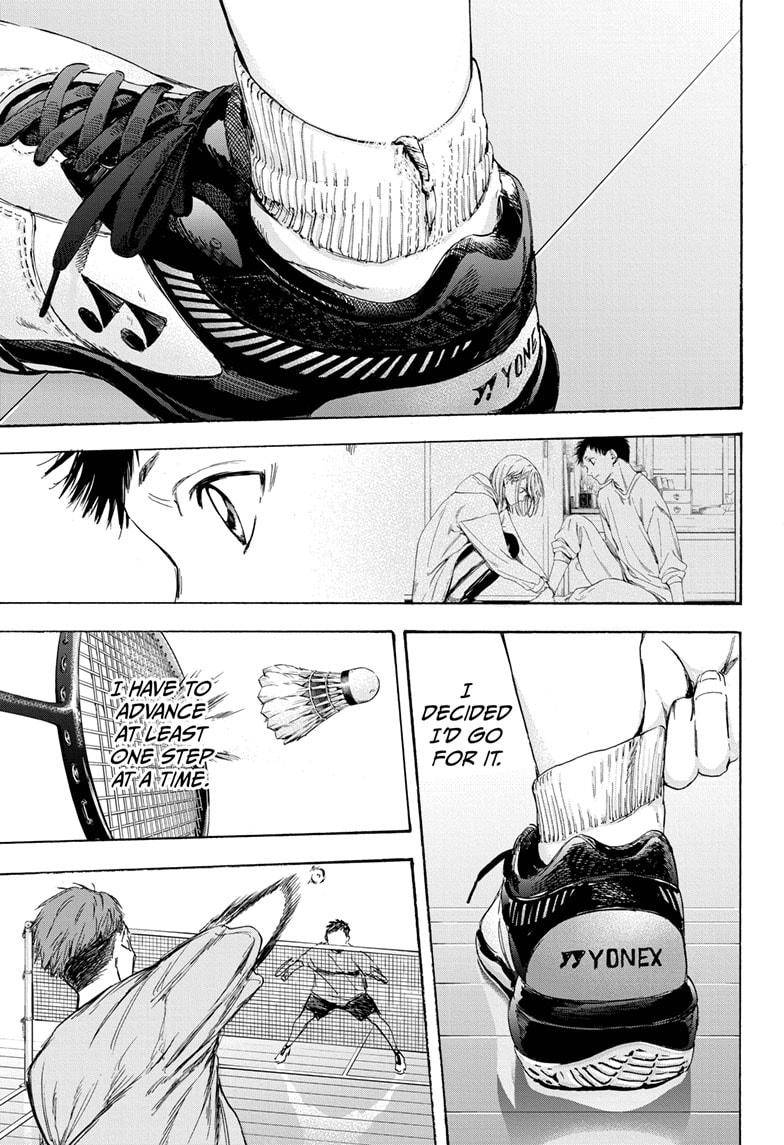 YONEX
I
DECIDED
I'D GO
FOR IT.
YONEX
I HAVE TO
ADVANCE
AT LEAST
ONE STEP
AT A TIME.